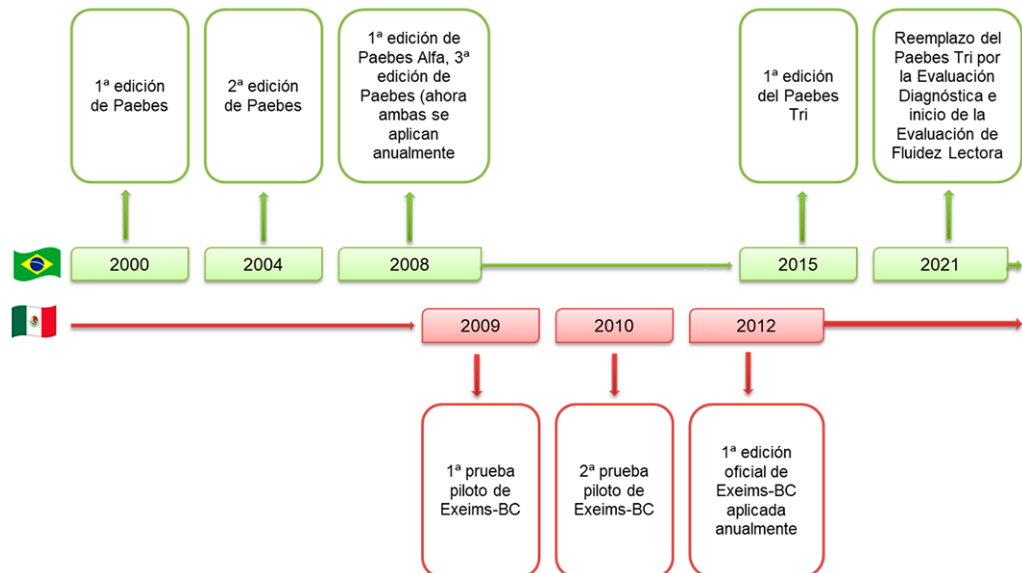 1ª edición
de Paebes
2ª edición
de Paebes
1ª edición de
Paebes Alfa, 3ª
edición de
Paebes (ahora
ambas se
aplican
anualmente
1ª edición
del Paebes
Tri
Reemplazo del
Paebes Tri por
la Evaluación
Diagnóstica e
inicio de la
Evaluación de
Fluidez Lectora
2000
2004
2008
2015
2021
2009
2010
2012
1ª prueba
piloto de
Exeims-BC
2ª prueba
piloto de
Exeims-BC
1ª edición
oficial de
Exeims-BC
aplicada
anualmente